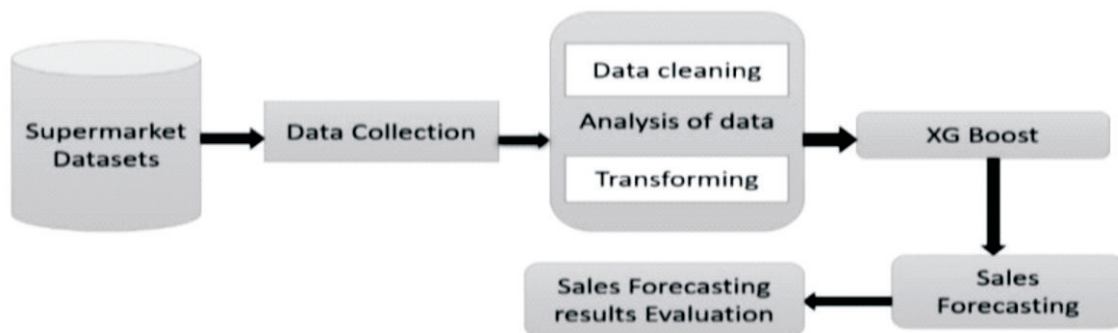 Supermarket
Datasets
Data Collection
Data cleaning
Analysis of data
Transforming
XG Boost
Sales
Forecasting
Sales Forecasting
results Evaluation